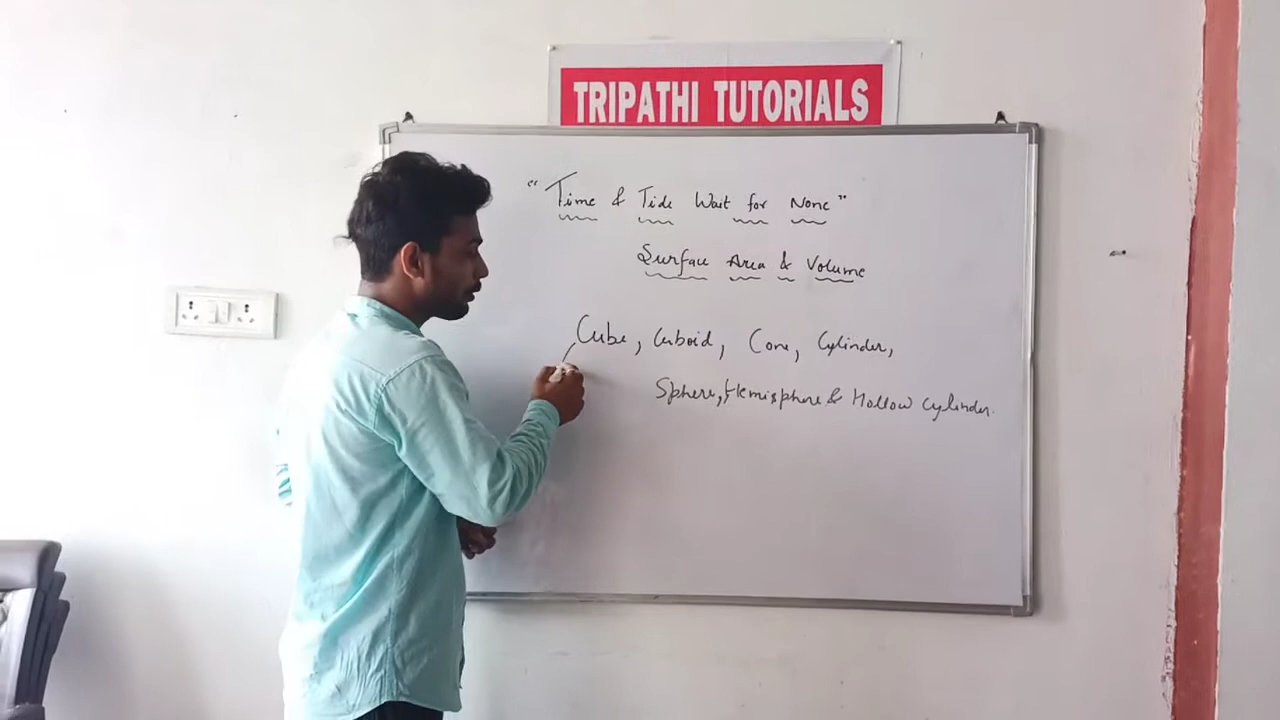 TRIPATHI TUTORIALS
“Time & Tide Wait for None”
Surface Area & Volume
Cube, Cuboid, Cone, Cylinder,
Sphere, Hemisphere & Hollow cylinder.